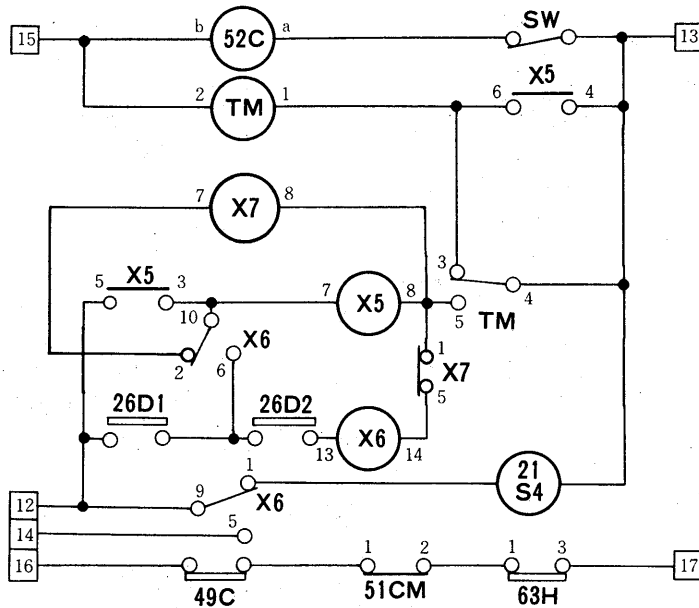 15 b 52C a SW 13
2 TM 1 6 X5 4
7 X7 8
5 X5 3 7 X5 8 3 4
5 TM
10
2 6 X6 1 X7
5
26D1 26D2
13 X6 14
12 9 1 X6 21 S4
14 5
16 1 2 1 3 17
49C 51CM 63H